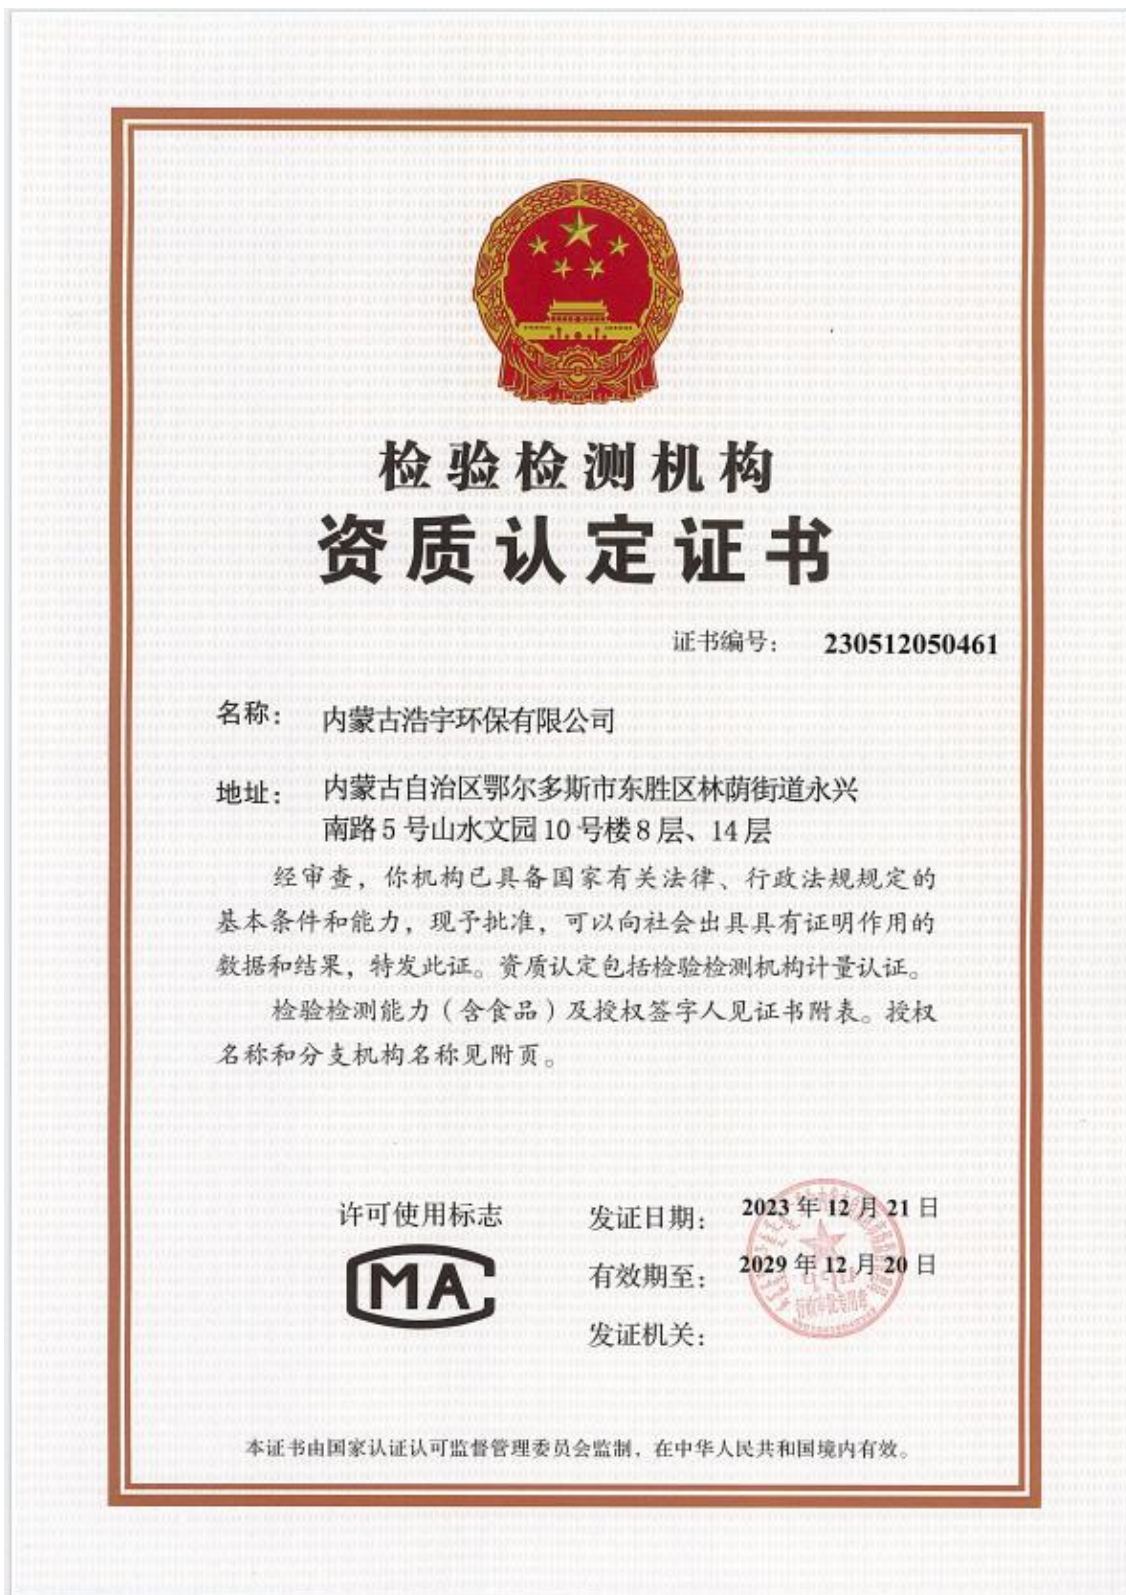 检验检测机构
资质认定证书
证书编号： 230512050461
名称： 内蒙古浩宇环保有限公司
地址： 内蒙古自治区鄂尔多斯市东胜区林荫街道永兴
南路5号山水文园10号楼8层、14层
经审查，你机构已具备国家有关法律、行政法规规定的
基本条件和能力，现予批准，可以向社会出具具有证明作用的
数据和结果，特发此证。资质认定包括检验检测机构计量认证。
检验检测能力（含食品）及授权签字人见证书附表。授权
名称和分支机构名称见附页。
许可使用标志
MA
发证日期： 2023年12月21日
有效期至： 2029年12月20日
发证机关：
行政审批专用章
本证书由国家认证认可监督管理委员会监制，在中华人民共和国境内有效。